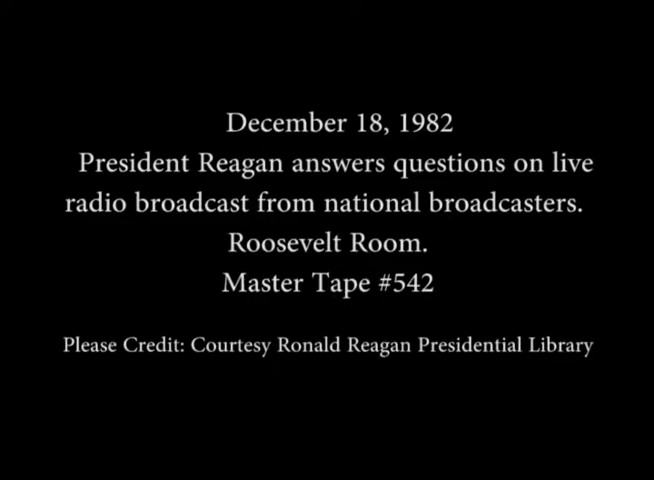 December 18, 1982
President Reagan answers questions on live
radio broadcast from national broadcasters.
Roosevelt Room.
Master Tape #542
Please Credit: Courtesy Ronald Reagan Presidential Library